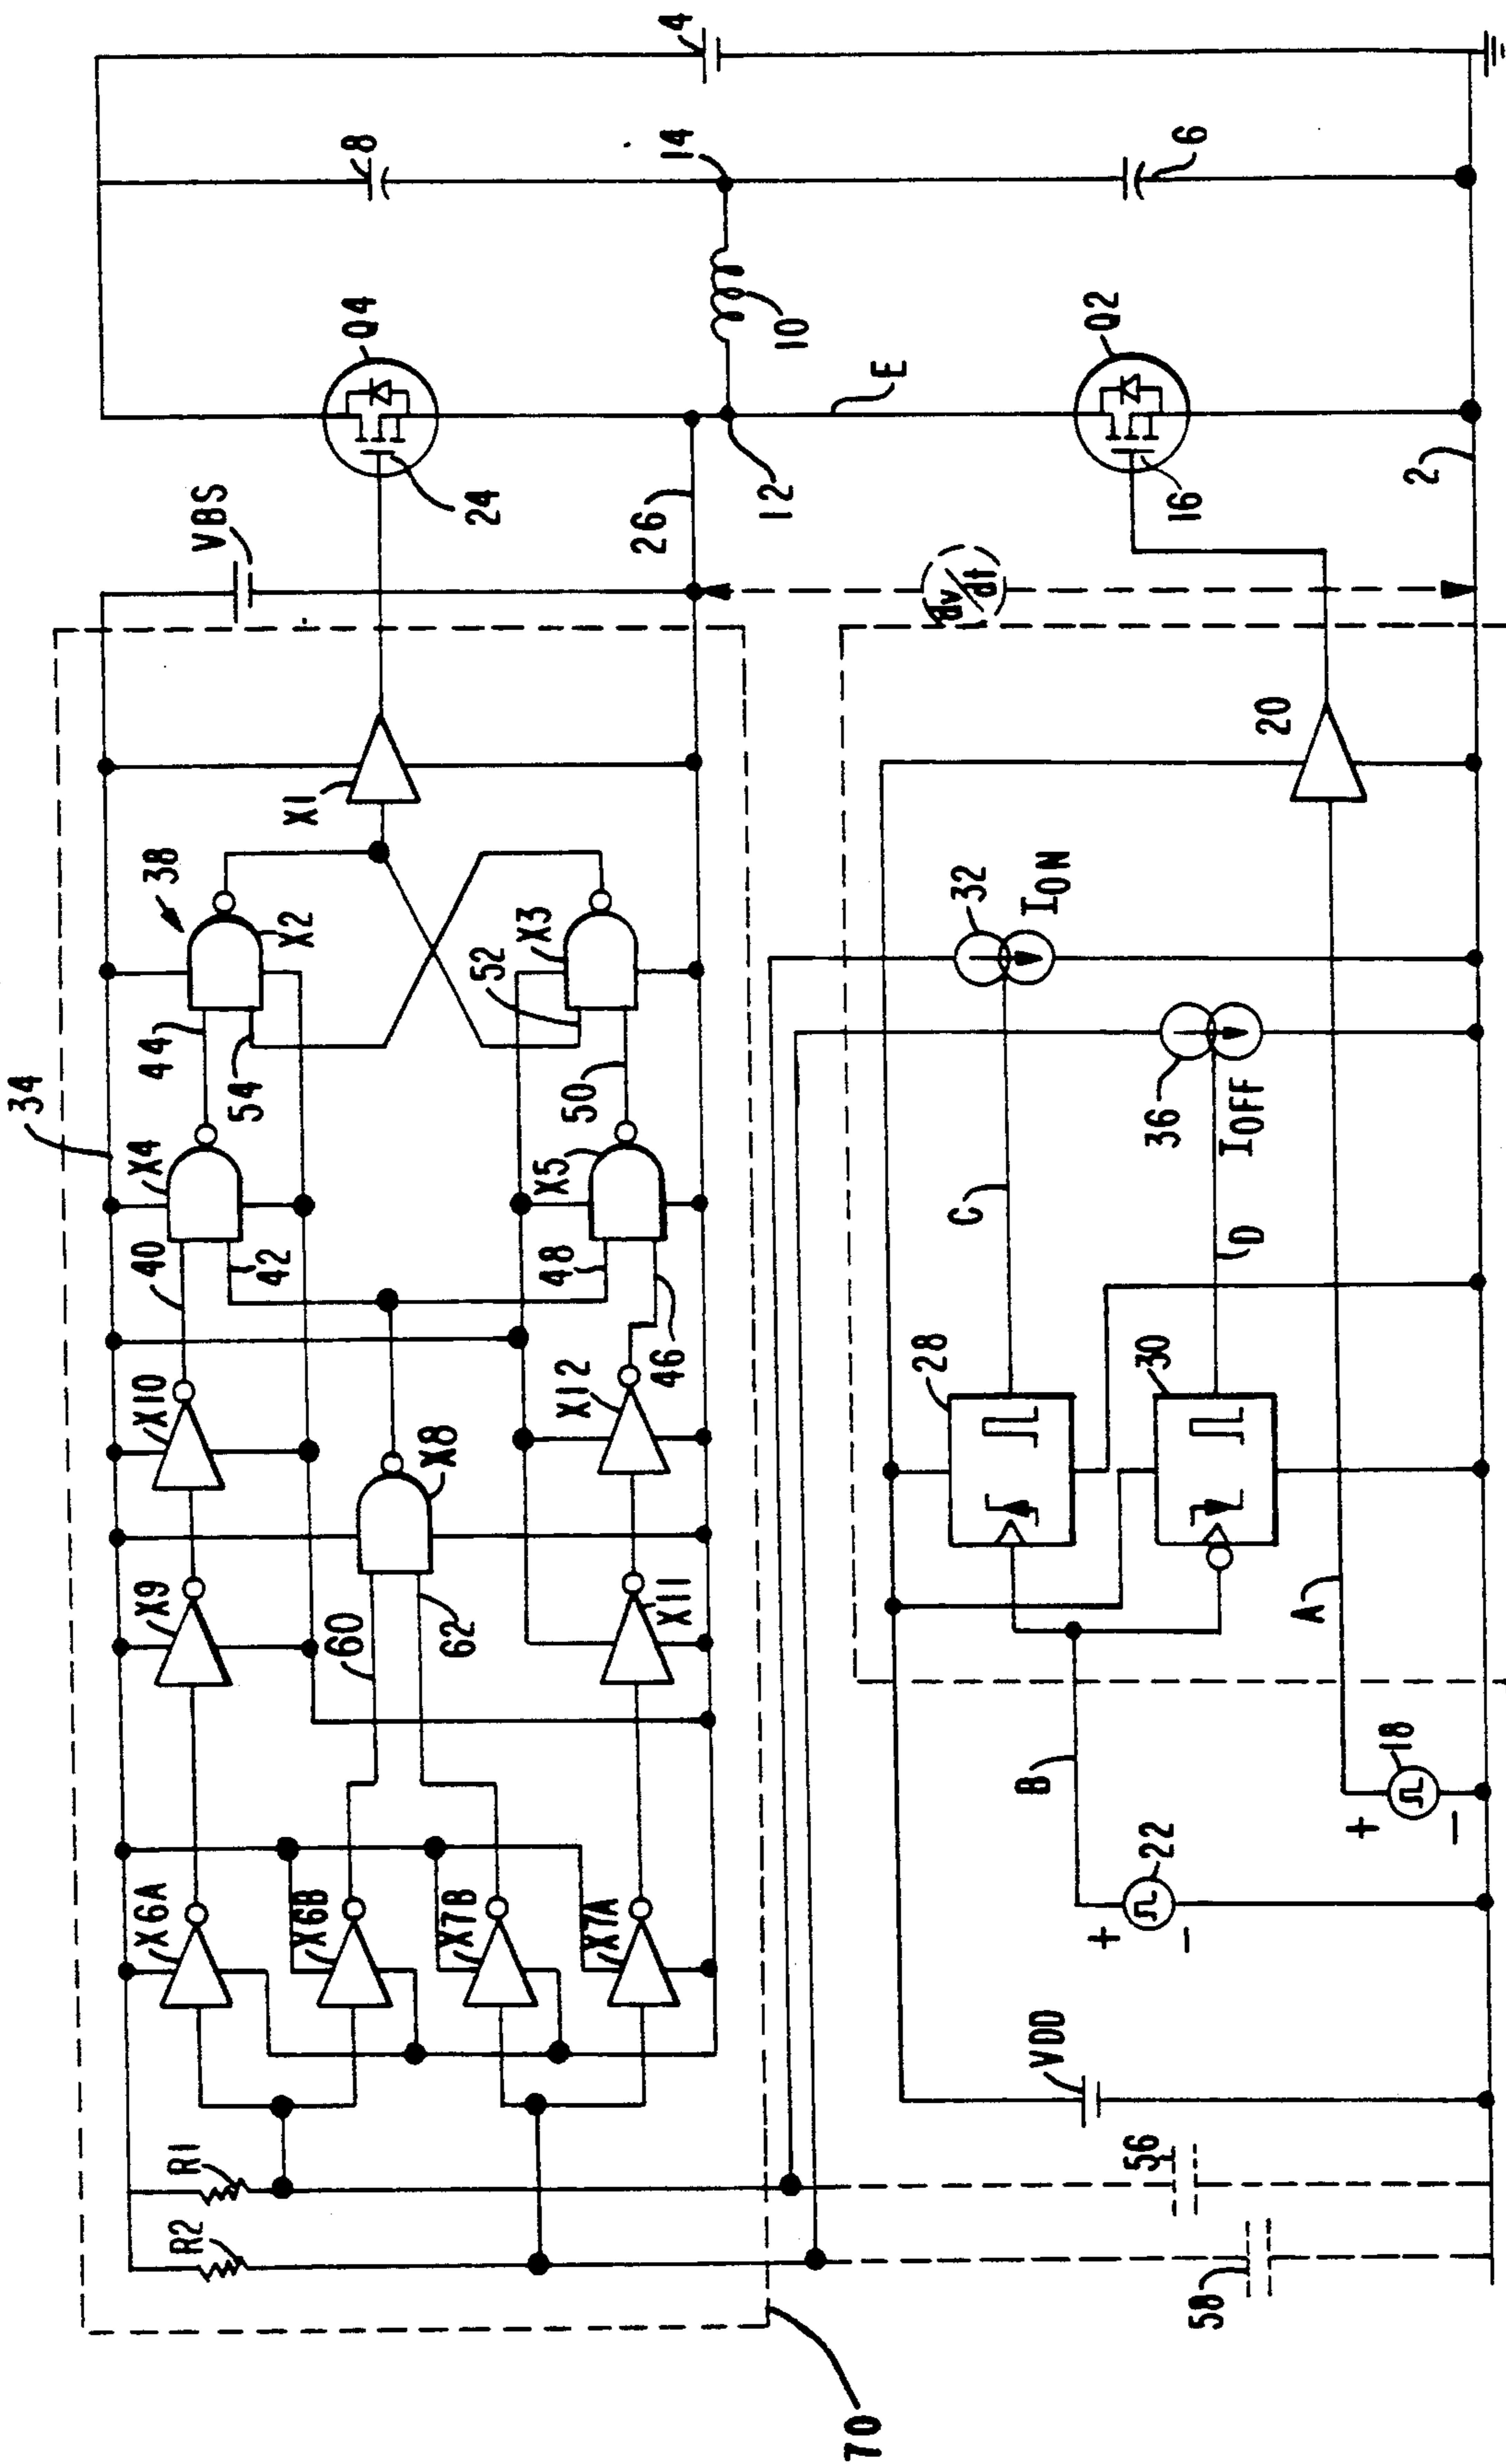 34
VBS
Q4
8
4
38
X1
X2
44
54
X4
40
42
X10
X9
X6A
R1
R2
24
26
12
10
14
E
52
X3
50
X5
48
46
X12
X8
60
62
X11
X6B
X7B
X7A
70
dv/dt
Q2
16
6
2
20
32
ION
36
IOFF
C
D
28
30
A
B
18
+
−
22
+
−
VDD
56
58